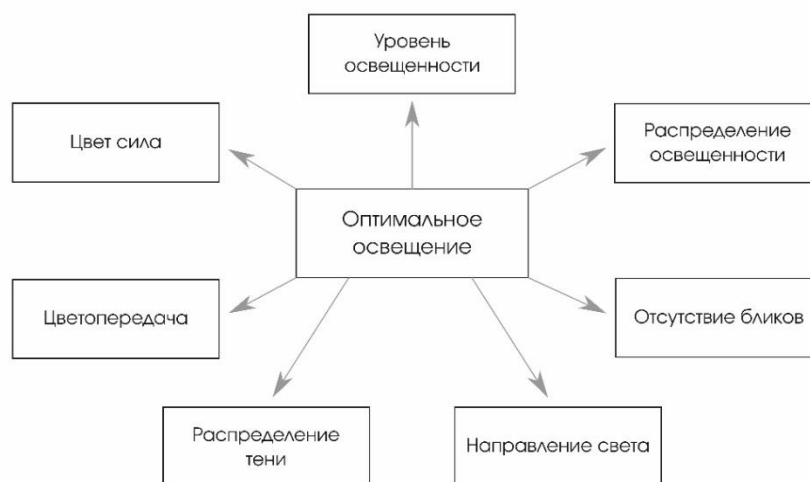 Уровень
освещенности
Цвет сила
Распределение
освещенности
Оптимальное
освещение
Цветопередача
Отсутствие бликов
Распределение
тени
Направление света